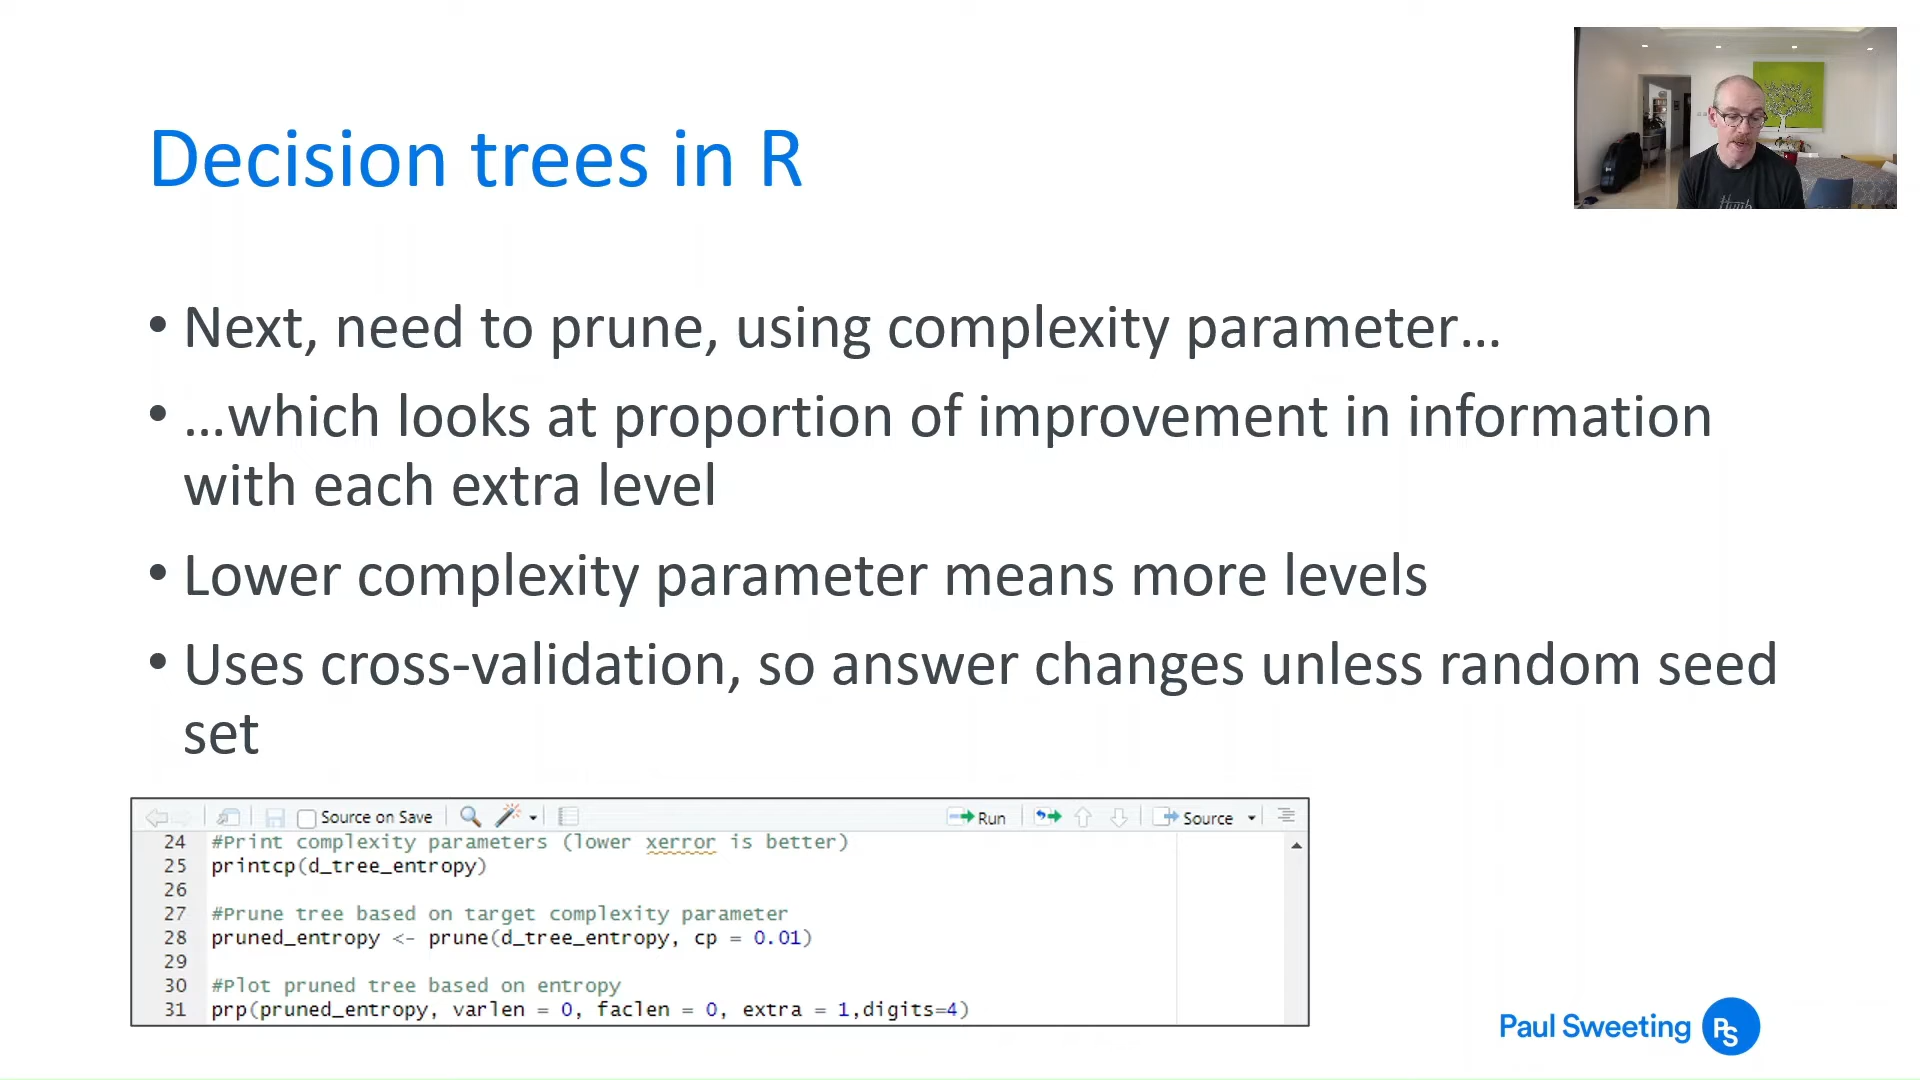 Decision trees in R
• Next, need to prune, using complexity parameter...
• ...which looks at proportion of improvement in information
with each extra level
• Lower complexity parameter means more levels
• Uses cross-validation, so answer changes unless random seed
set
Source on Save Run Source
24 #Print complexity parameters (lower xerror is better)
25 printcp(d_tree_entropy)
26
27 #Prune tree based on target complexity parameter
28 pruned_entropy <- prune(d_tree_entropy, cp = 0.01)
29
30 #Plot pruned tree based on entropy
31 prp(pruned_entropy, varlen = 0, faclen = 0, extra = 1,digits=4)
Paul Sweeting PS